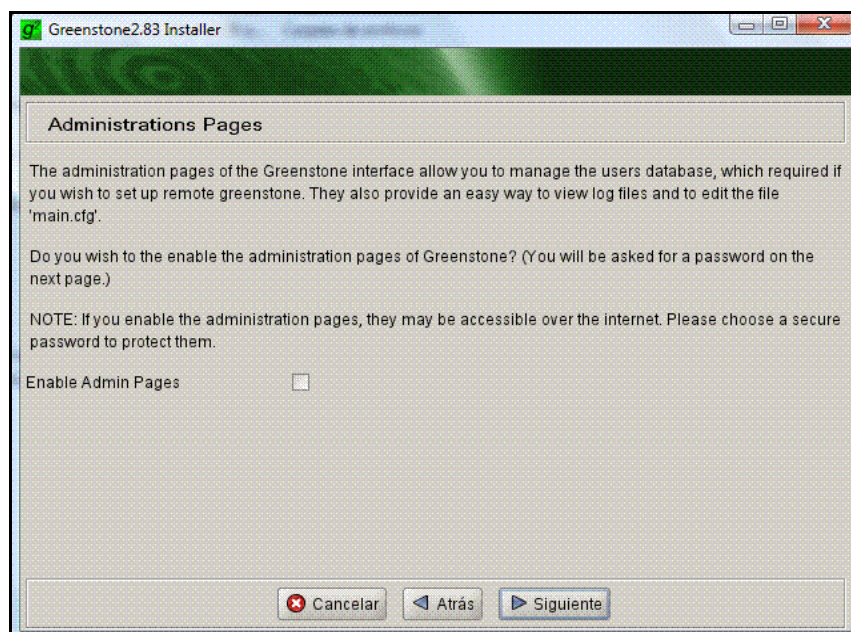 Greenstone2.83 Installer
Administrations Pages
The administration pages of the Greenstone interface allow you to manage the users database, which required if
you wish to set up remote greenstone. They also provide an easy way to view log files and to edit the file
'main.cfg'.
Do you wish to the enable the administration pages of Greenstone? (You will be asked for a password on the
next page.)
NOTE: If you enable the administration pages, they may be accessible over the internet. Please choose a secure
password to protect them.
Enable Admin Pages
Cancelar Atrás Siguiente